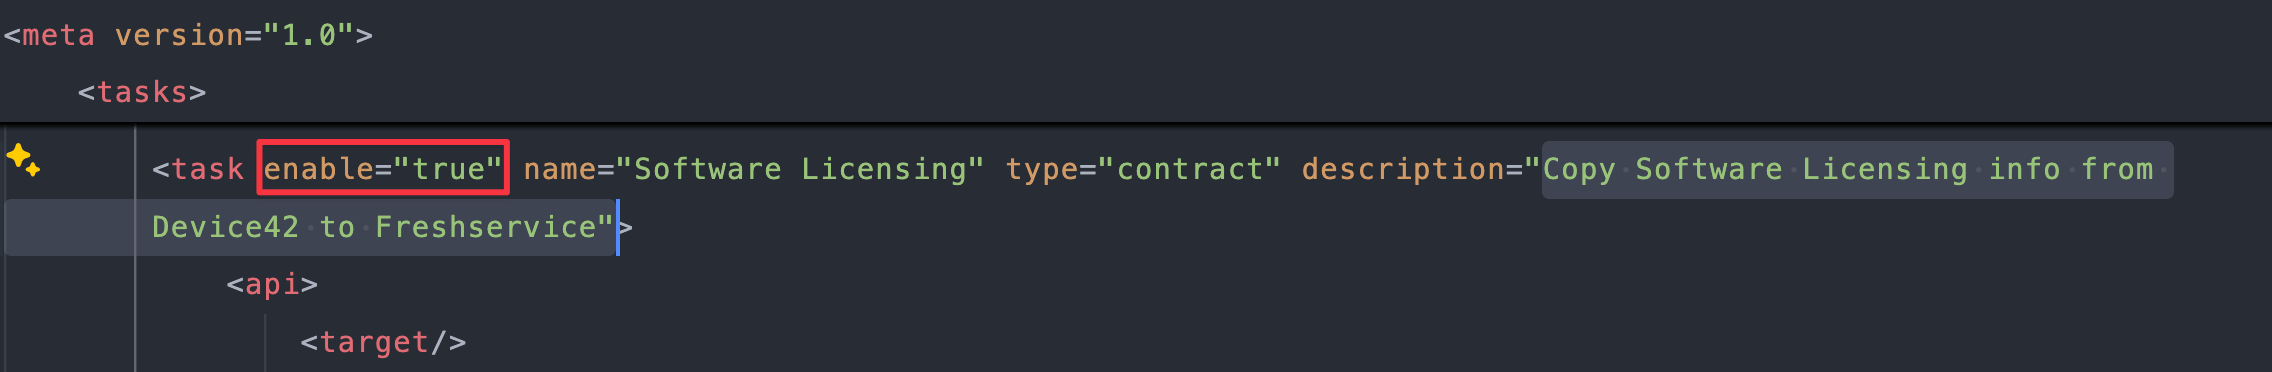 <meta version="1.0">
<tasks>
<task enable="true" name="Software Licensing" type="contract" description="Copy Software Licensing info from
Device42 to Freshservice">
<api>
<target/>